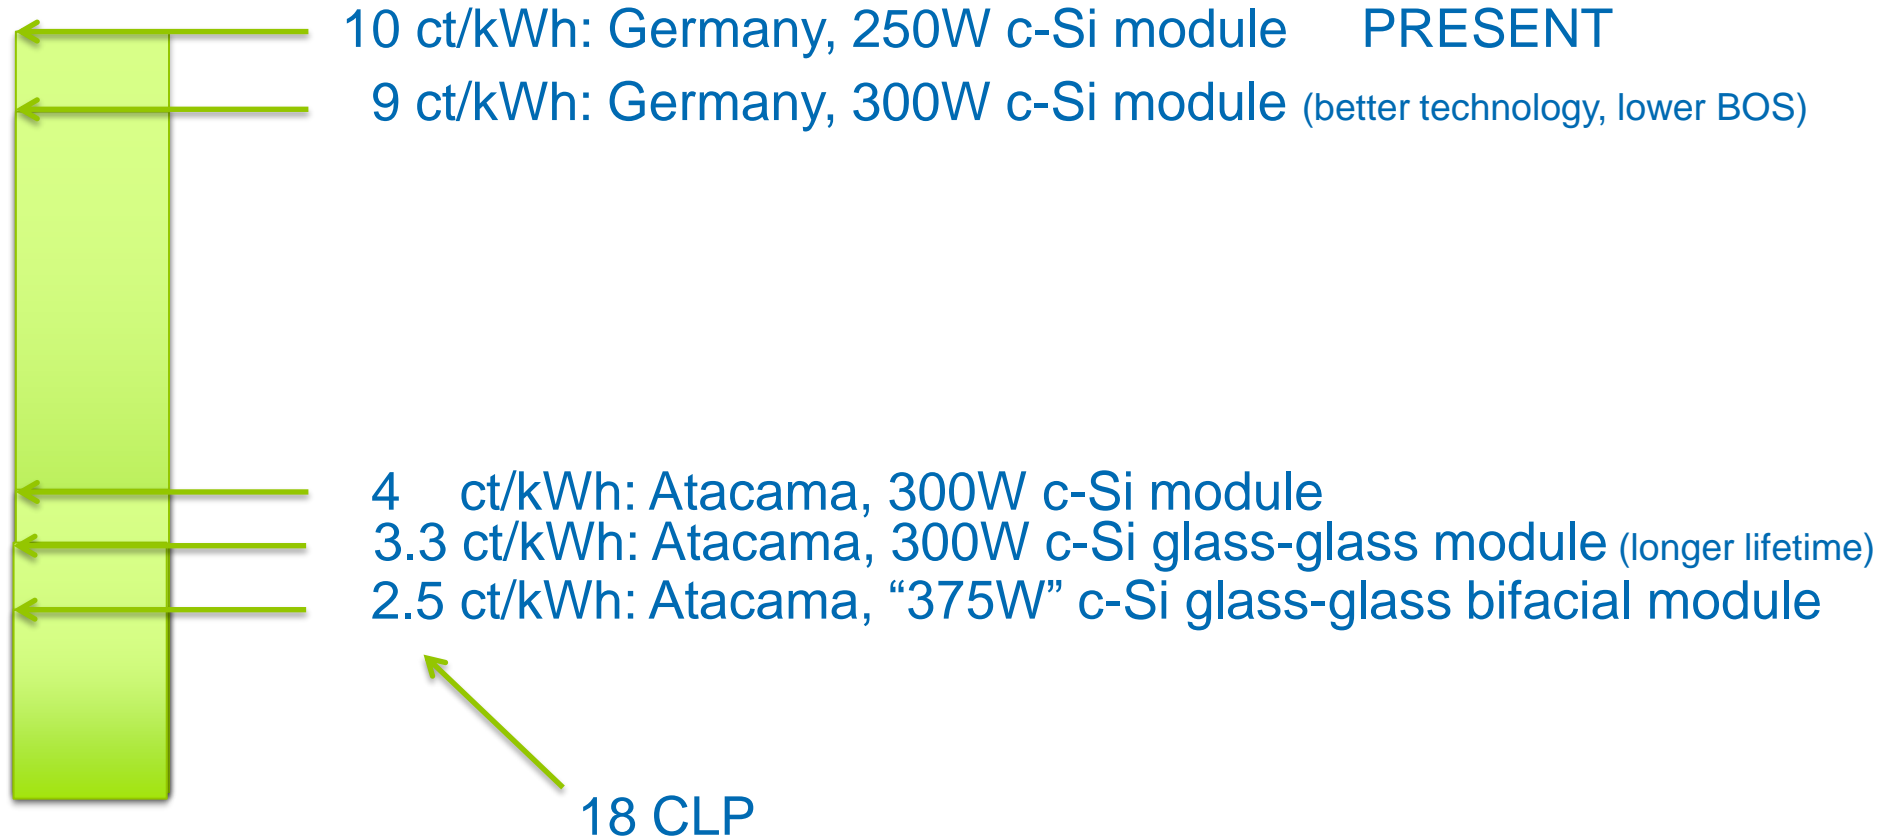 10 ct/kWh: Germany, 250W c-Si module PRESENT
9 ct/kWh: Germany, 300W c-Si module (better technology, lower BOS)
4 ct/kWh: Atacama, 300W c-Si module
3.3 ct/kWh: Atacama, 300W c-Si glass-glass module (longer lifetime)
2.5 ct/kWh: Atacama, “375W” c-Si glass-glass bifacial module
18 CLP